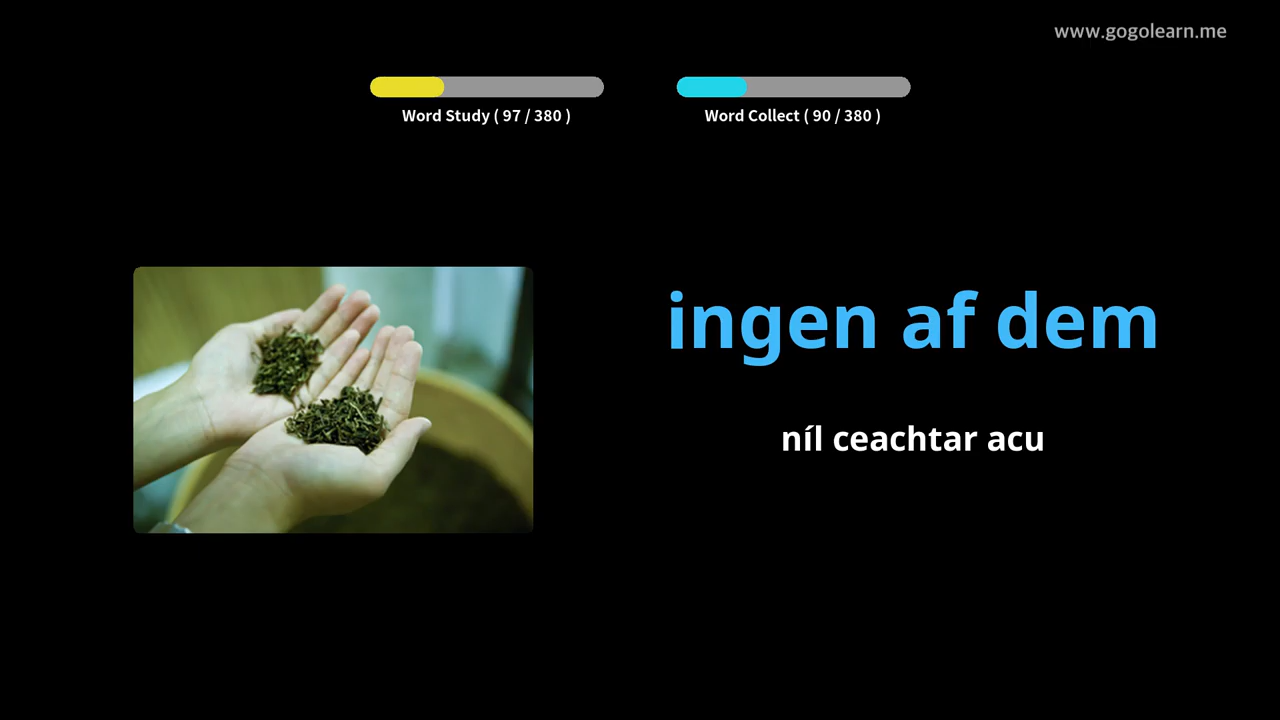 www.gogolearn.me
Word Study ( 97 / 380 )
Word Collect ( 90 / 380 )
ingen af dem
níl ceachtar acu